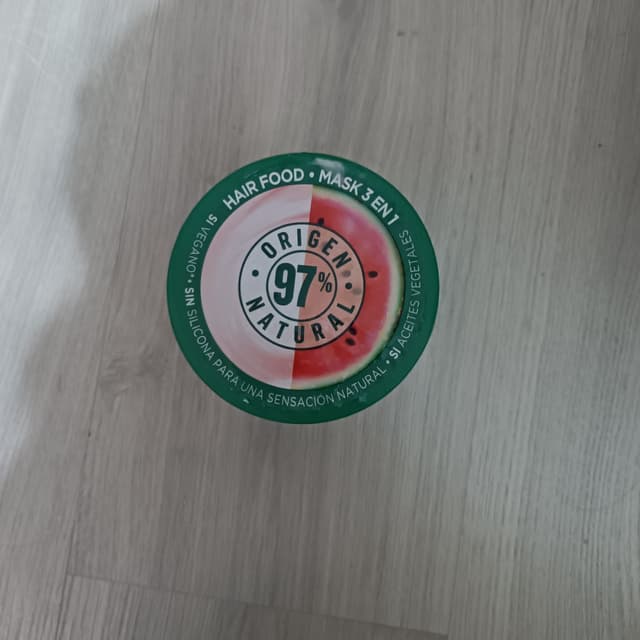 HAIR FOOD • MASK 3 EN 1
SI VEGANO • SIN SILICONA PARA UNA SENSACIÓN NATURAL • SI ACEITES VEGETALES
ORIGEN
97%
NATURAL